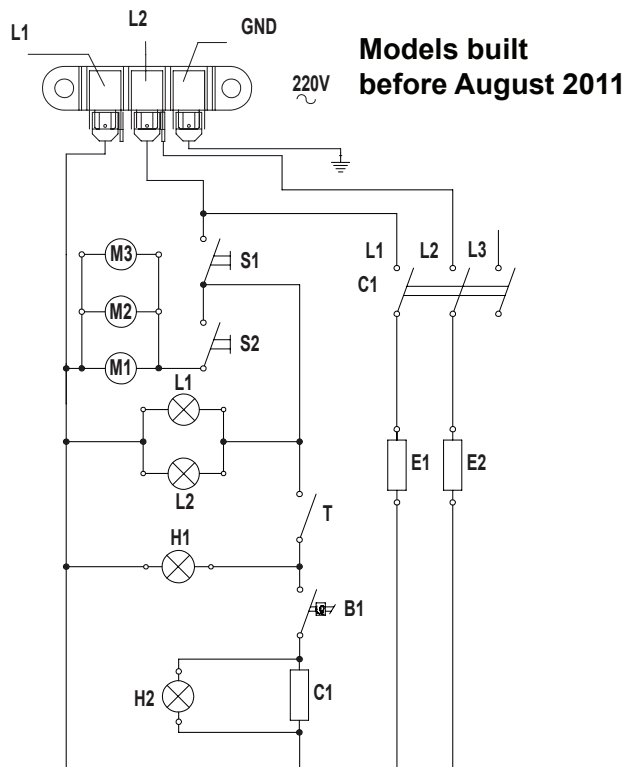 L1
L2
GND
Models built
before August 2011
220V
L1
L2
L3
M3
S1
C1
M2
S2
M1
L1
E1
E2
L2
T
H1
B1
H2
C1